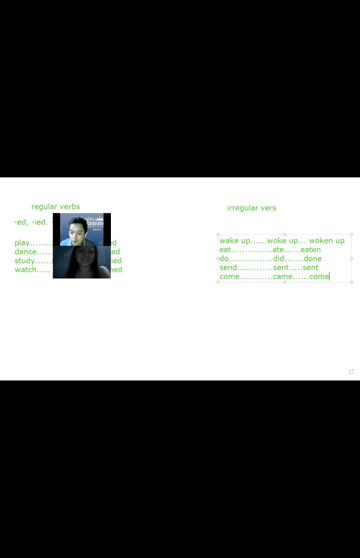 regular verbs
-ed, -ied.
play.........ed
dance.......ed
study......ied
watch.....hed
irregular vers
wake up......woke up... woken up
eat...............ate......eaten
do................did.......done
send.............sent.....sent
come............came......come